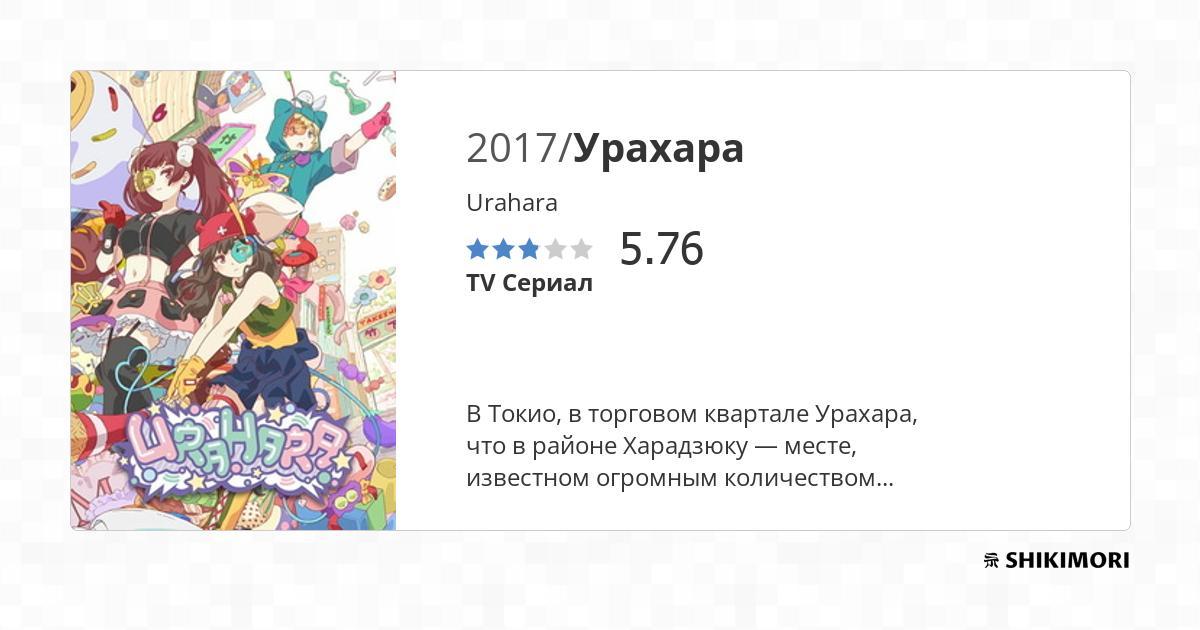 2017/Урахара
Urahara
5.76
TV Сериал
В Токио, в торговом квартале Урахара,
что в районе Харадзюку — месте,
известном огромным количеством...
URAHARA
SHIKIMORI